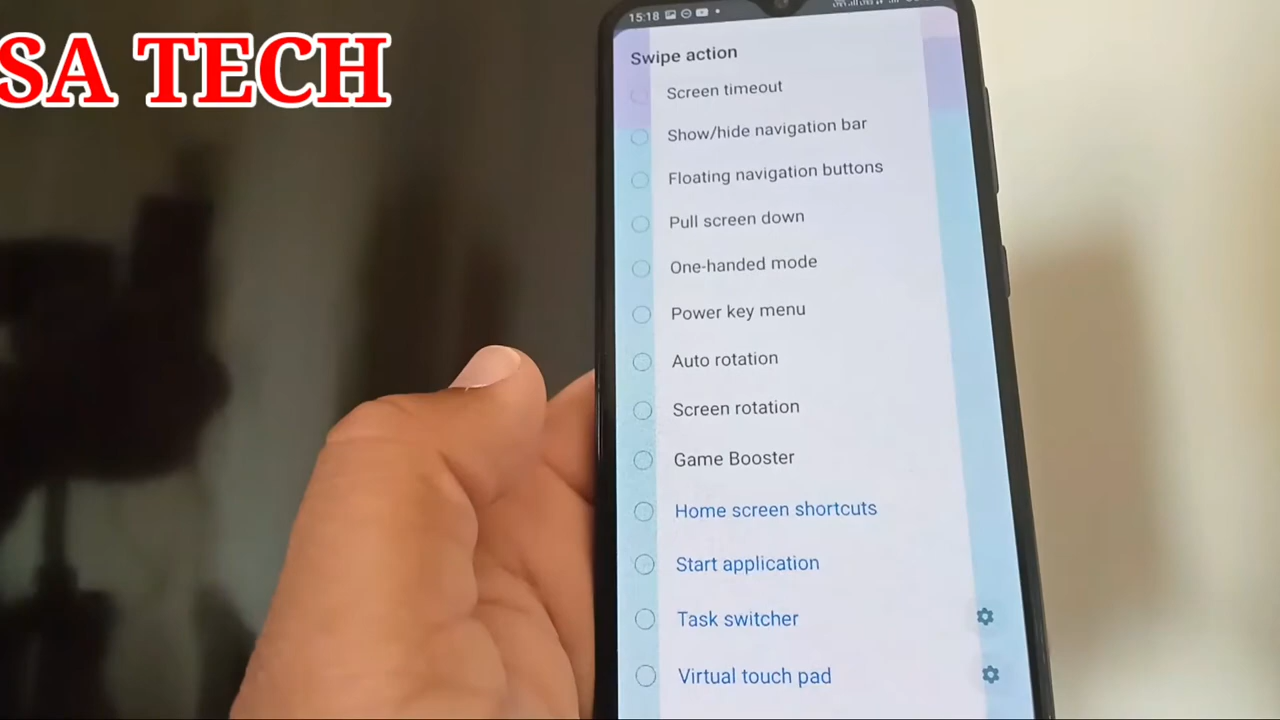 SA TECH
15:18
Swipe action
Screen timeout
Show/hide navigation bar
Floating navigation buttons
Pull screen down
One-handed mode
Power key menu
Auto rotation
Screen rotation
Game Booster
Home screen shortcuts
Start application
Task switcher
Virtual touch pad